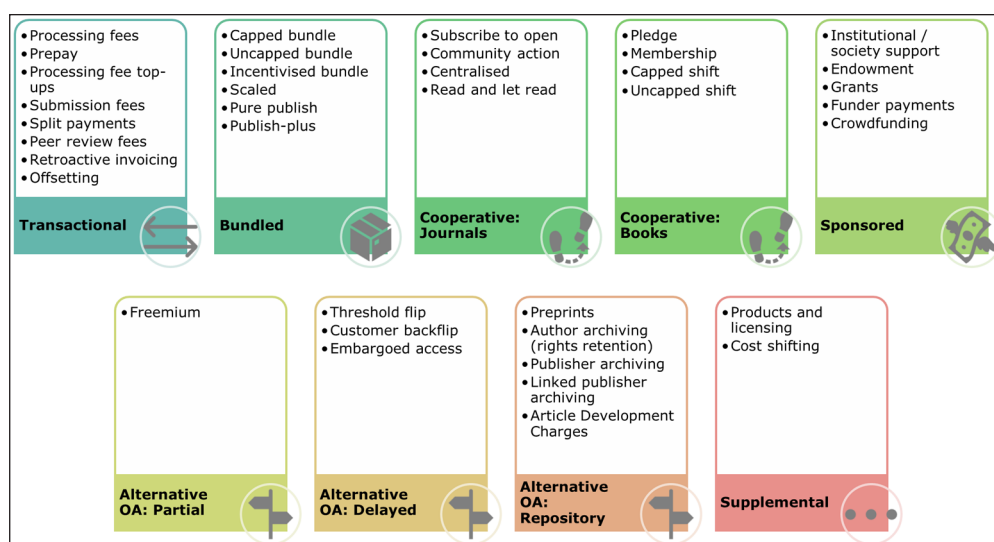 • Processing fees
• Prepay
• Processing fee top-
ups
• Submission fees
• Split payments
• Peer review fees
• Retroactive invoicing
• Offsetting
Transactional
• Capped bundle
• Uncapped bundle
• Incentivised bundle
• Scaled
• Pure publish
• Publish-plus
Bundled
• Subscribe to open
• Community action
• Centralised
• Read and let read
Cooperative:
Journals
• Pledge
• Membership
• Capped shift
• Uncapped shift
Cooperative:
Books
• Institutional /
society support
• Endowment
• Grants
• Funder payments
• Crowdfunding
Sponsored
• Freemium
Alternative
OA: Partial
• Threshold flip
• Customer backflip
• Embargoed access
Alternative
OA: Delayed
• Preprints
• Author archiving
(rights retention)
• Publisher archiving
• Linked publisher
archiving
• Article Development
Charges
Alternative
OA:
Repository
• Products and
licensing
• Cost shifting
Supplemental